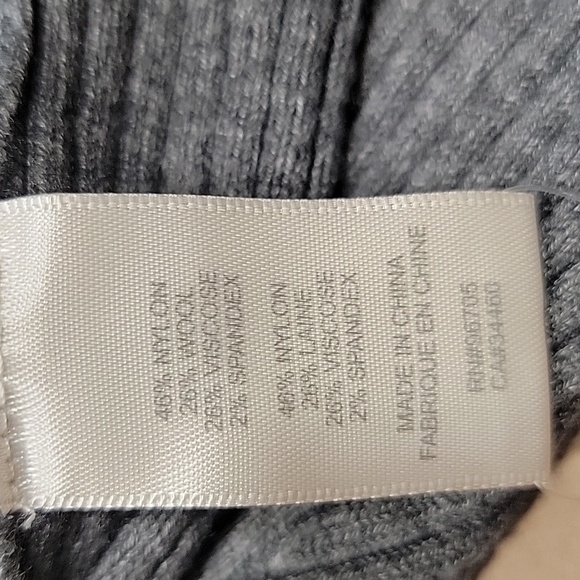 46% NYLON
26% WOOL
26% VISCOSE
2% SPANDEX
46% NYLON
26% LAINE
26% VISCOSE
2% SPANDEX
MADE IN CHINA
FABRIQUE EN CHINE
RN#96705
CA#34460